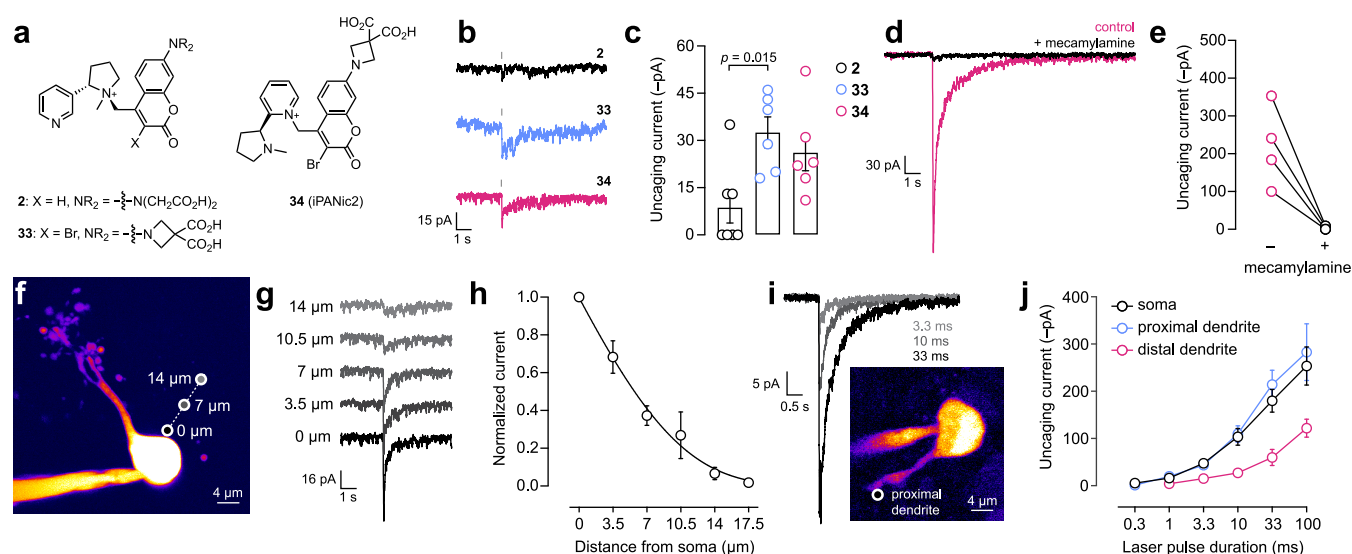 a
NR2
N+
N
X
O
O
2: X = H, NR2 = N(CH2CO2H)2
33: X = Br, NR2 = N
CO2H
CO2H
CO2H
CO2H
N
N+
N
O
O
Br
34 (iPANic2)
b
2
33
34
15 pA
1 s
c
Uncaging current (–pA)
60
45
30
15
0
p = 0.015
2
33
34
d
control
+ mecamylamine
30 pA
1 s
e
Uncaging current (–pA)
500
400
300
200
100
0
– +
mecamylamine
f
14 µm
7 µm
0 µm
4 µm
g
14 µm
10.5 µm
7 µm
3.5 µm
0 µm
16 pA
1 s
h
Normalized current
1.0
0.8
0.6
0.4
0.2
0.0
0 3.5 7 10.5 14 17.5
Distance from soma (µm)
i
3.3 ms
10 ms
33 ms
5 pA
0.5 s
proximal
dendrite
4 µm
j
Uncaging current (–pA)
400
300
200
100
0
soma
proximal dendrite
distal dendrite
0.3 1 3.3 10 33 100
Laser pulse duration (ms)